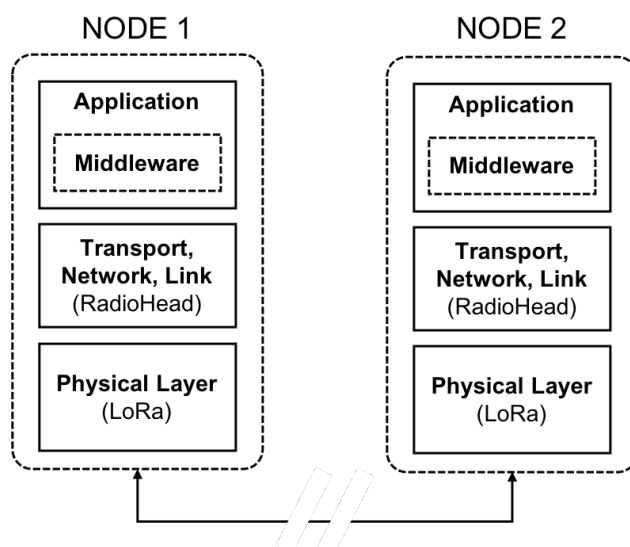 NODE 1
Application
Middleware
Transport,
Network, Link
(RadioHead)
Physical Layer
(LoRa)
NODE 2
Application
Middleware
Transport,
Network, Link
(RadioHead)
Physical Layer
(LoRa)